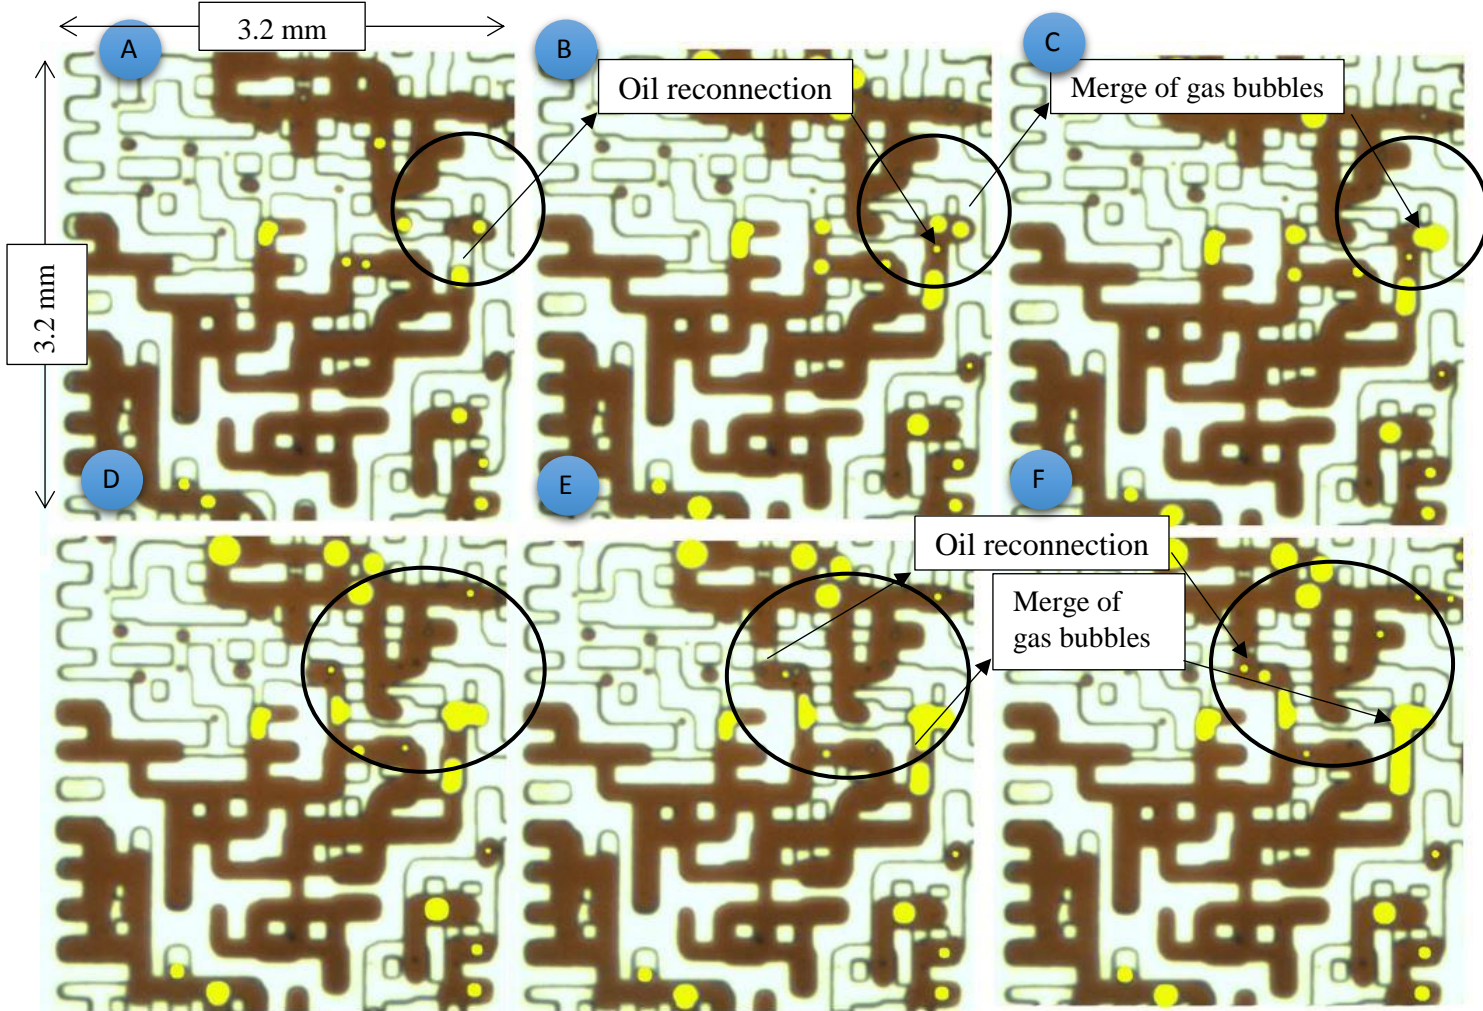 3.2 mm
A
B
C
Oil reconnection
Merge of gas bubbles
3.2 mm
D
E
F
Oil reconnection
Merge of
gas bubbles